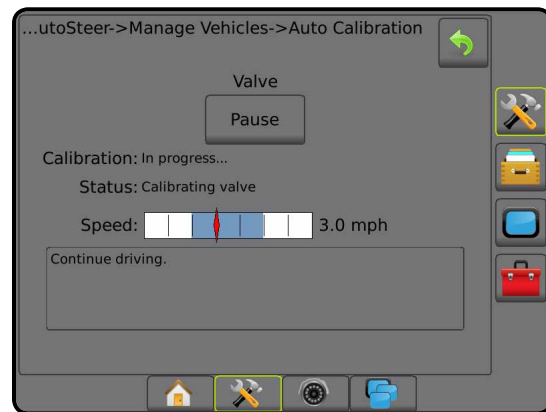 ...utoSteer->Manage Vehicles->Auto Calibration
Valve
Pause
Calibration: In progress...
Status: Calibrating valve
Speed: 3.0 mph
Continue driving.